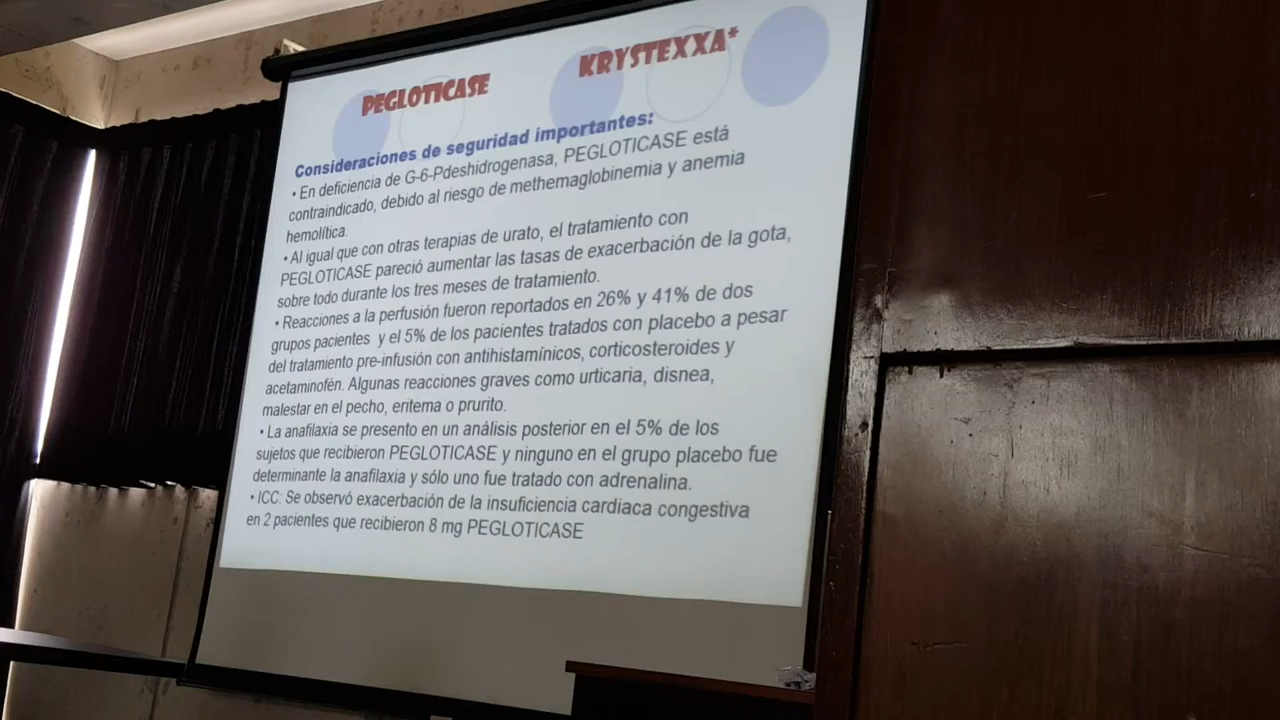 PEGLOTICASE
KRYSTEXXA*
Consideraciones de seguridad importantes:
• En deficiencia de G-6-Pdeshidrogenasa, PEGLOTICASE está
contraindicado, debido al riesgo de methemaglobinemia y anemia
hemolítica.
• Al igual que con otras terapias de urato, el tratamiento con
PEGLOTICASE pareció aumentar las tasas de exacerbación de la gota,
sobre todo durante los tres meses de tratamiento.
• Reacciones a la perfusión fueron reportados en 26% y 41% de dos
grupos pacientes y el 5% de los pacientes tratados con placebo a pesar
del tratamiento pre-infusión con antihistamínicos, corticosteroides y
acetaminofén. Algunas reacciones graves como urticaria, disnea,
malestar en el pecho, eritema o prurito.
• La anafilaxia se presento en un análisis posterior en el 5% de los
sujetos que recibieron PEGLOTICASE y ninguno en el grupo placebo fue
determinante la anafilaxia y sólo uno fue tratado con adrenalina.
• ICC: Se observó exacerbación de la insuficiencia cardiaca congestiva
en 2 pacientes que recibieron 8 mg PEGLOTICASE